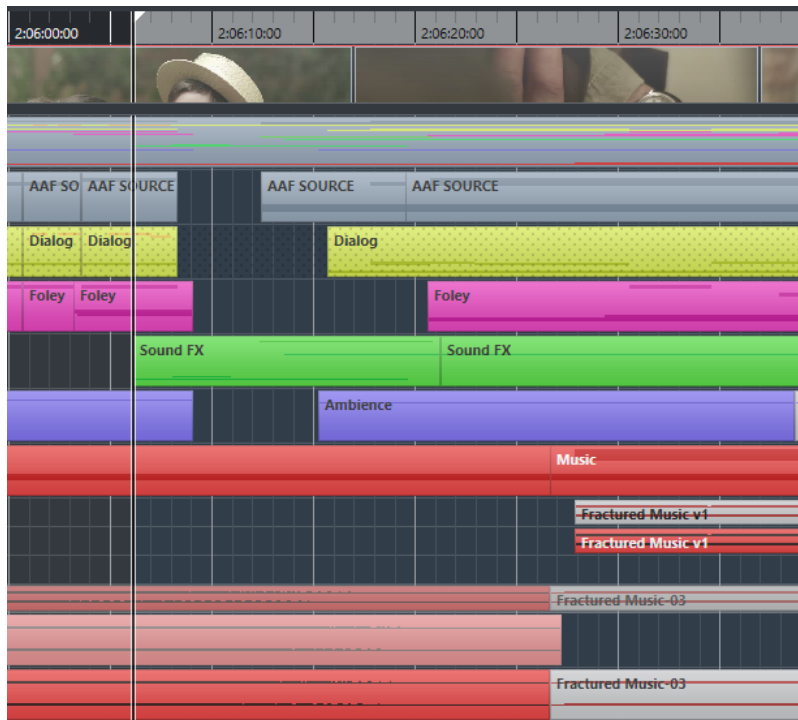 2:06:00:00 2:06:10:00 2:06:20:00 2:06:30:00
AAF SO AAF SOURCE AAF SOURCE AAF SOURCE
Dialog Dialog Dialog
Foley Foley Foley
Sound FX Sound FX
Ambience
Music
Fractured Music v1
Fractured Music v1
Fractured Music-03
Fractured Music-03